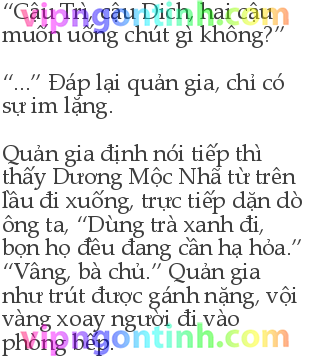 “Cậu Trì, cậu Dịch, hai cậu
muốn uống chút gì không?”
“...” Đáp lại quản gia, chỉ có
sự im lặng.
Quản gia định nói tiếp thì
thấy Dương Mộc Nhã từ trên
lầu đi xuống, trực tiếp dặn dò
ông ta, “Dùng trà xanh đi,
bọn họ đều đang cần hạ hỏa.”
“Vâng, bà chủ.” Quản gia
như trút được gánh nặng, vội
vàng xoay người đi vào
phòng bếp.
vipngontinh.com
vipngontinh.com